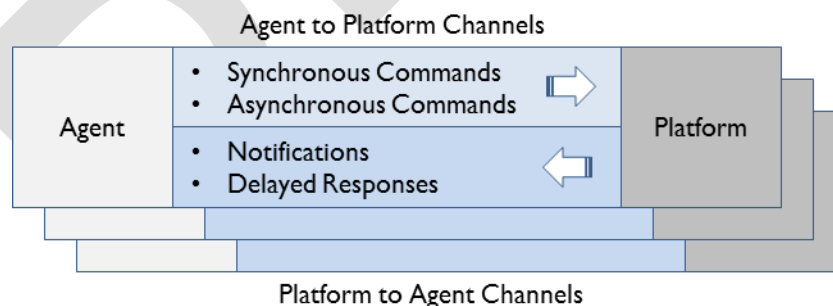 Agent to Platform Channels
Agent
• Synchronous Commands
• Asynchronous Commands
• Notifications
• Delayed Responses
Platform
Platform to Agent Channels